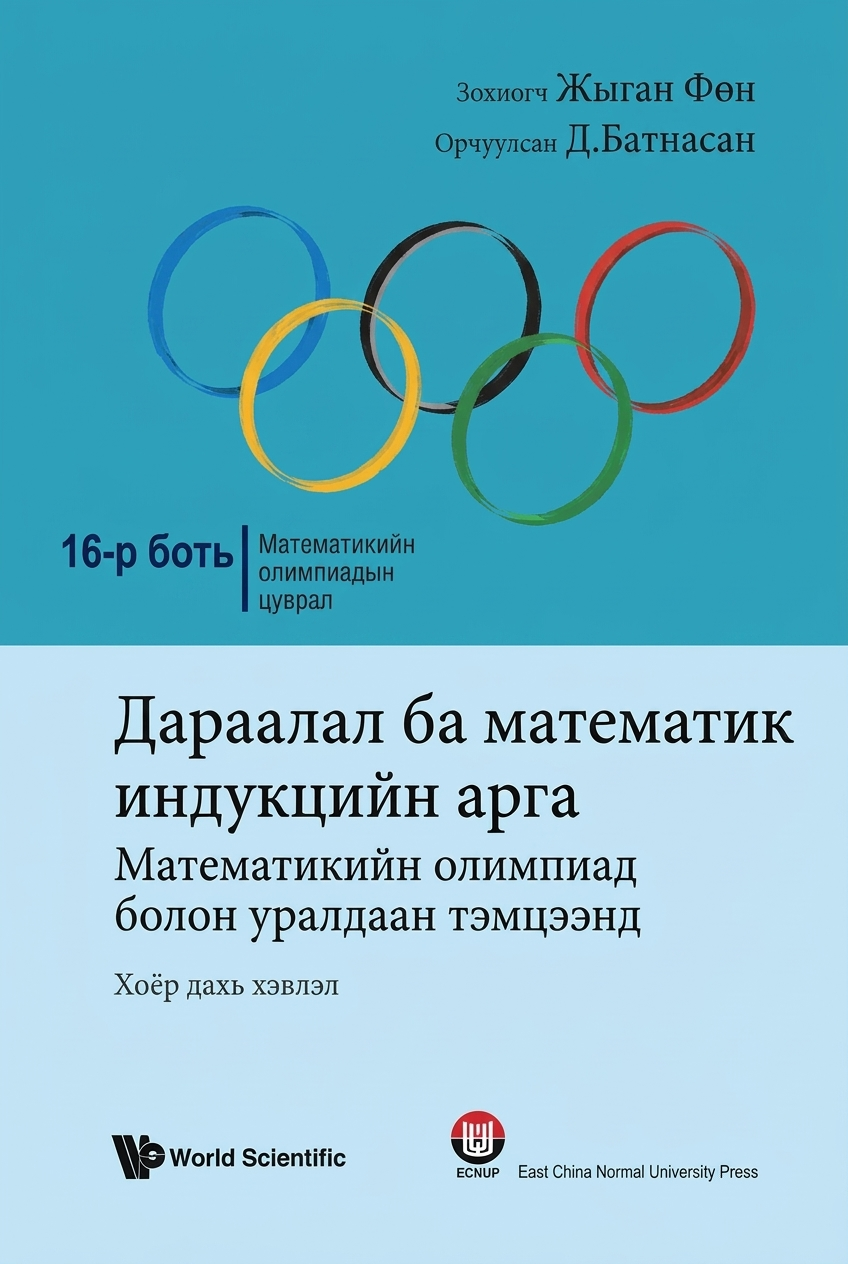 Зохиогч Жыган Фөн
Орчуулсан Д.Батнасан
16-р боть
Математикийн
олимпиадын
цуврал
Дараалал ба математик
индукцийн арга
Математикийн олимпиад
болон уралдаан тэмцээнд
Хоёр дахь хэвлэл
World Scientific
ECNUP
East China Normal University Press